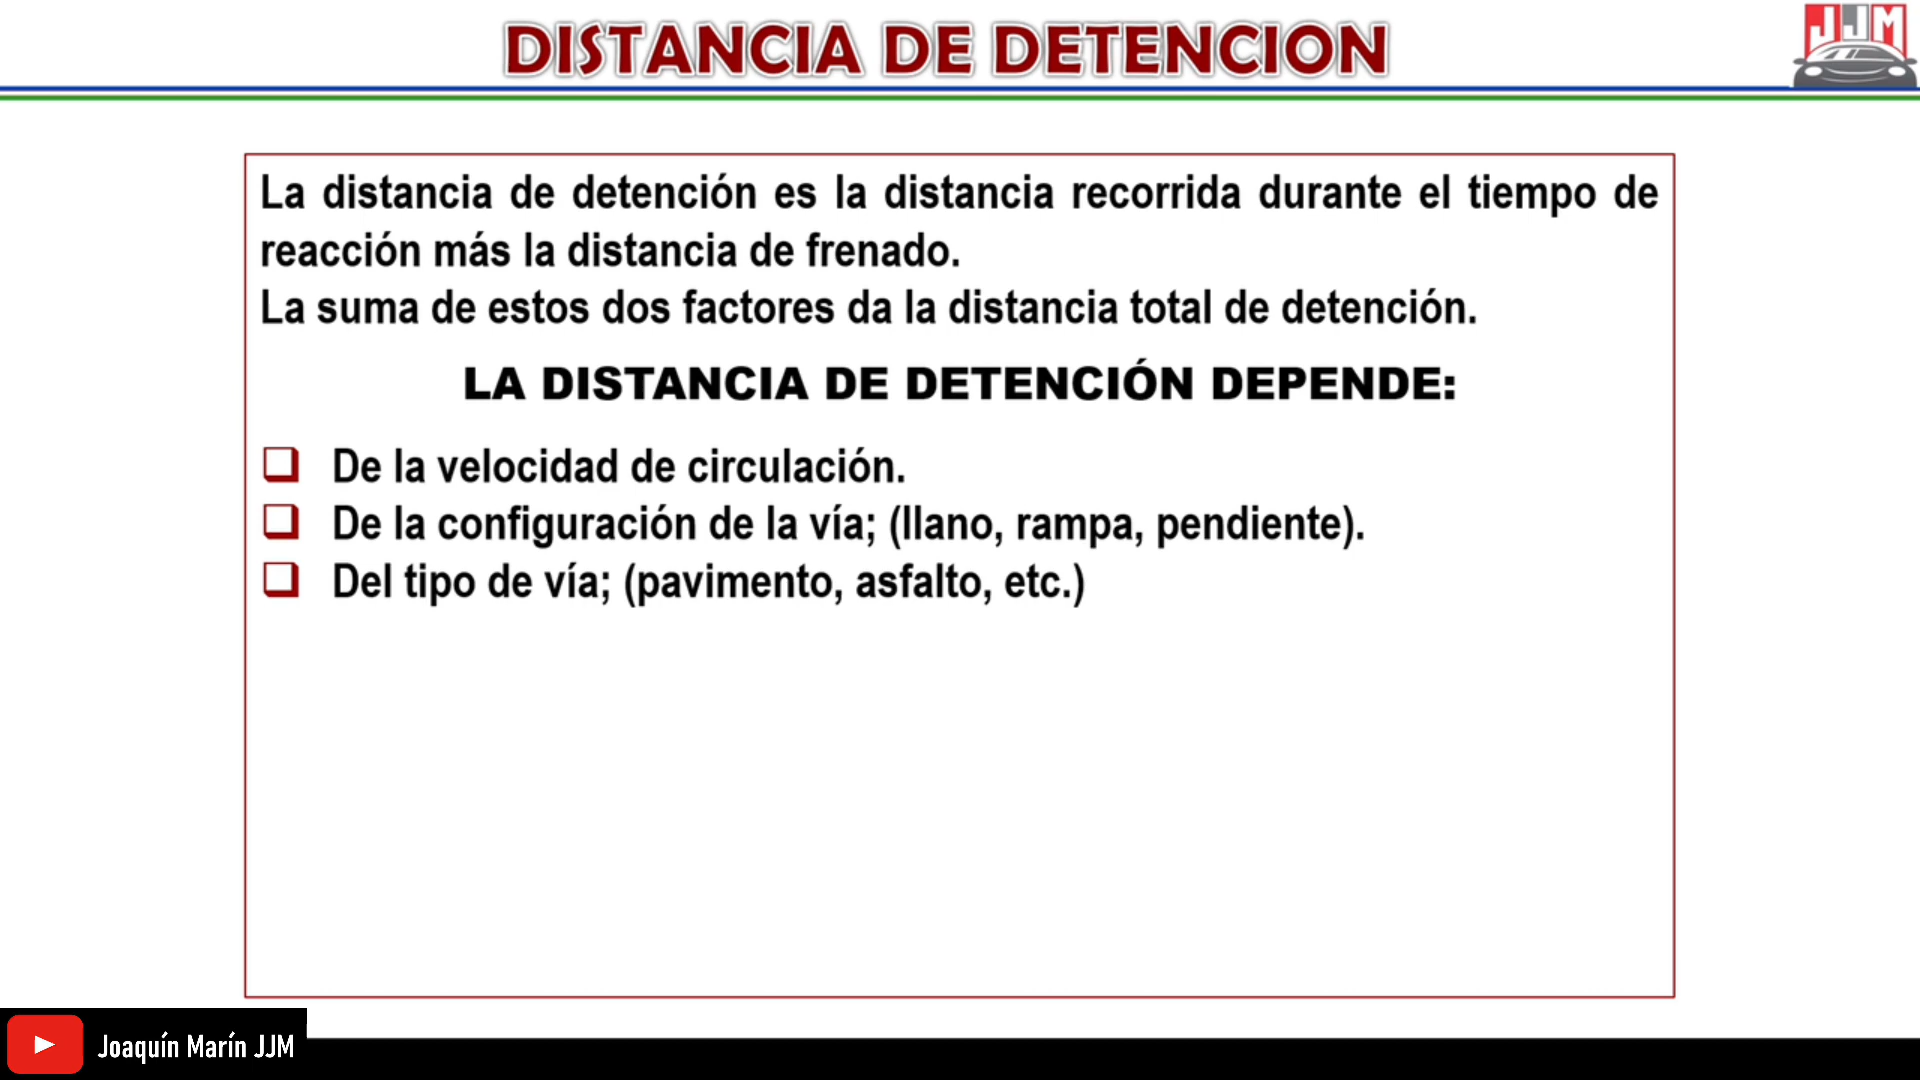 DISTANCIA DE DETENCION
JJM
La distancia de detención es la distancia recorrida durante el tiempo de
reacción más la distancia de frenado.
La suma de estos dos factores da la distancia total de detención.
LA DISTANCIA DE DETENCIÓN DEPENDE:
De la velocidad de circulación.
De la configuración de la vía; (llano, rampa, pendiente).
Del tipo de vía; (pavimento, asfalto, etc.)
Joaquín Marín JJM